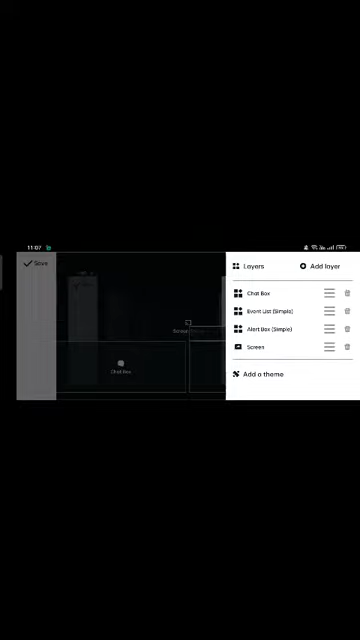 11:07
Save
Layers
Add layer
Chat Box
Event List (Simple)
Alert Box (Simple)
Screen
Add a theme
Chat Box